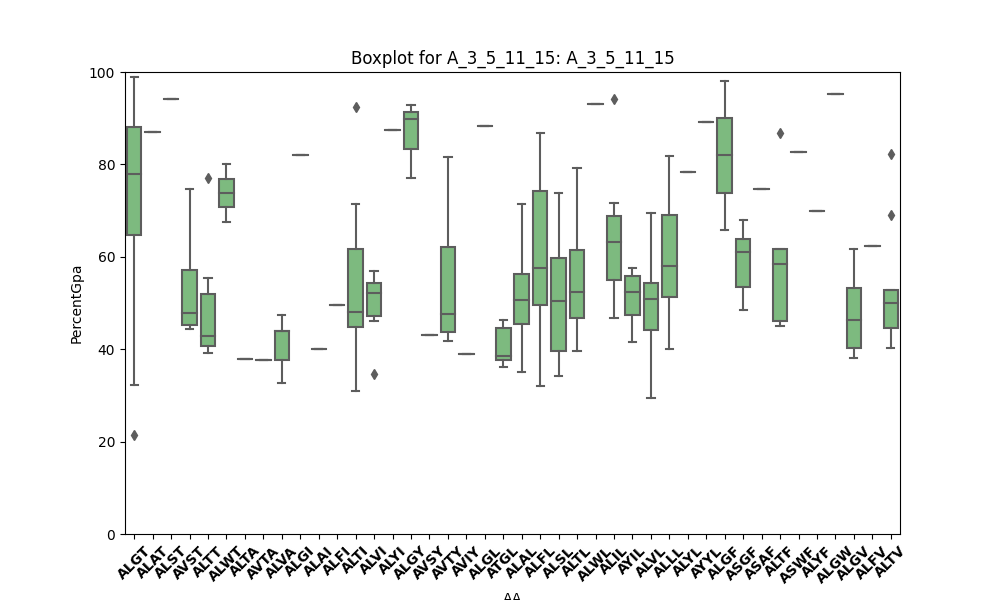 Boxplot for A_3_5_11_15: A_3_5_11_15
PercentGpa
100
80
60
40
20
0
ALGT
ALAT
ALST
AVST
ALTT
ALWT
ALTA
AVTA
ALVA
ALGI
ALAI
ALFI
ALTI
ALVI
ALYI
ALGY
AVSY
AVTY
AVIY
ALGL
ATGL
ALAL
ALFL
ALSL
ALTL
ALWL
ALIL
AYIL
ALVL
ALLL
ALYL
AYYL
ALGF
ASGF
ASAF
ALTF
ASWF
ALYF
ALGW
ALGV
ALFV
ALTV
AA